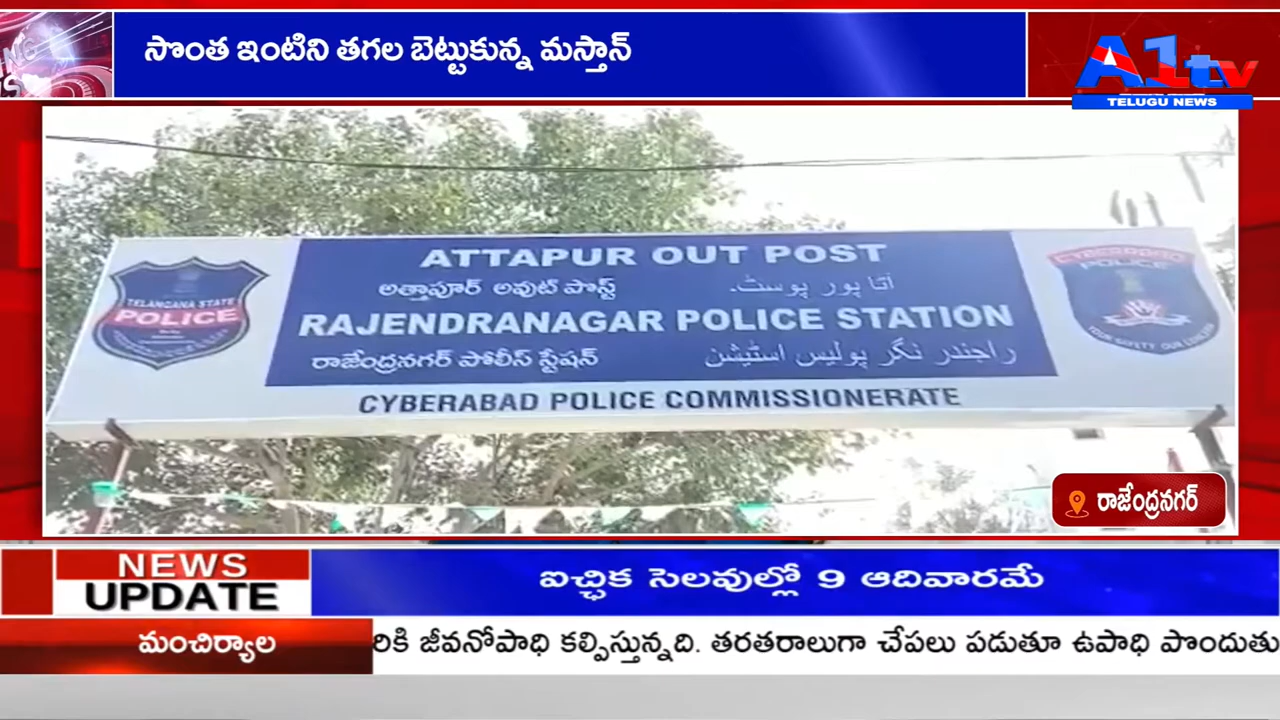 సొంత ఇంటిని తగల బెట్టుకున్న మస్తాన్
A1tv
TELUGU NEWS
ATTAPUR OUT POST
అత్తాపూర్ అవుట్ పోస్ట్
اتا پور پوسٹ۔
TELANGANA STATE
POLICE
CYBERABAD
POLICE
RAJENDRANAGAR POLICE STATION
రాజేంద్రనగర్ పోలీస్ స్టేషన్
راجندر نگر پولیس اسٹیشن
CYBERABAD POLICE COMMISSIONERATE
రాజేంద్రనగర్
NEWS
UPDATE
ఐచ్ఛిక సెలవుల్లో 9 ఆదివారమే
మంచిర్యాల
రికి జీవనోపాధి కల్పిస్తున్నది. తరతరాలుగా చేపలు పడుతూ ఉపాధి పొందుతు